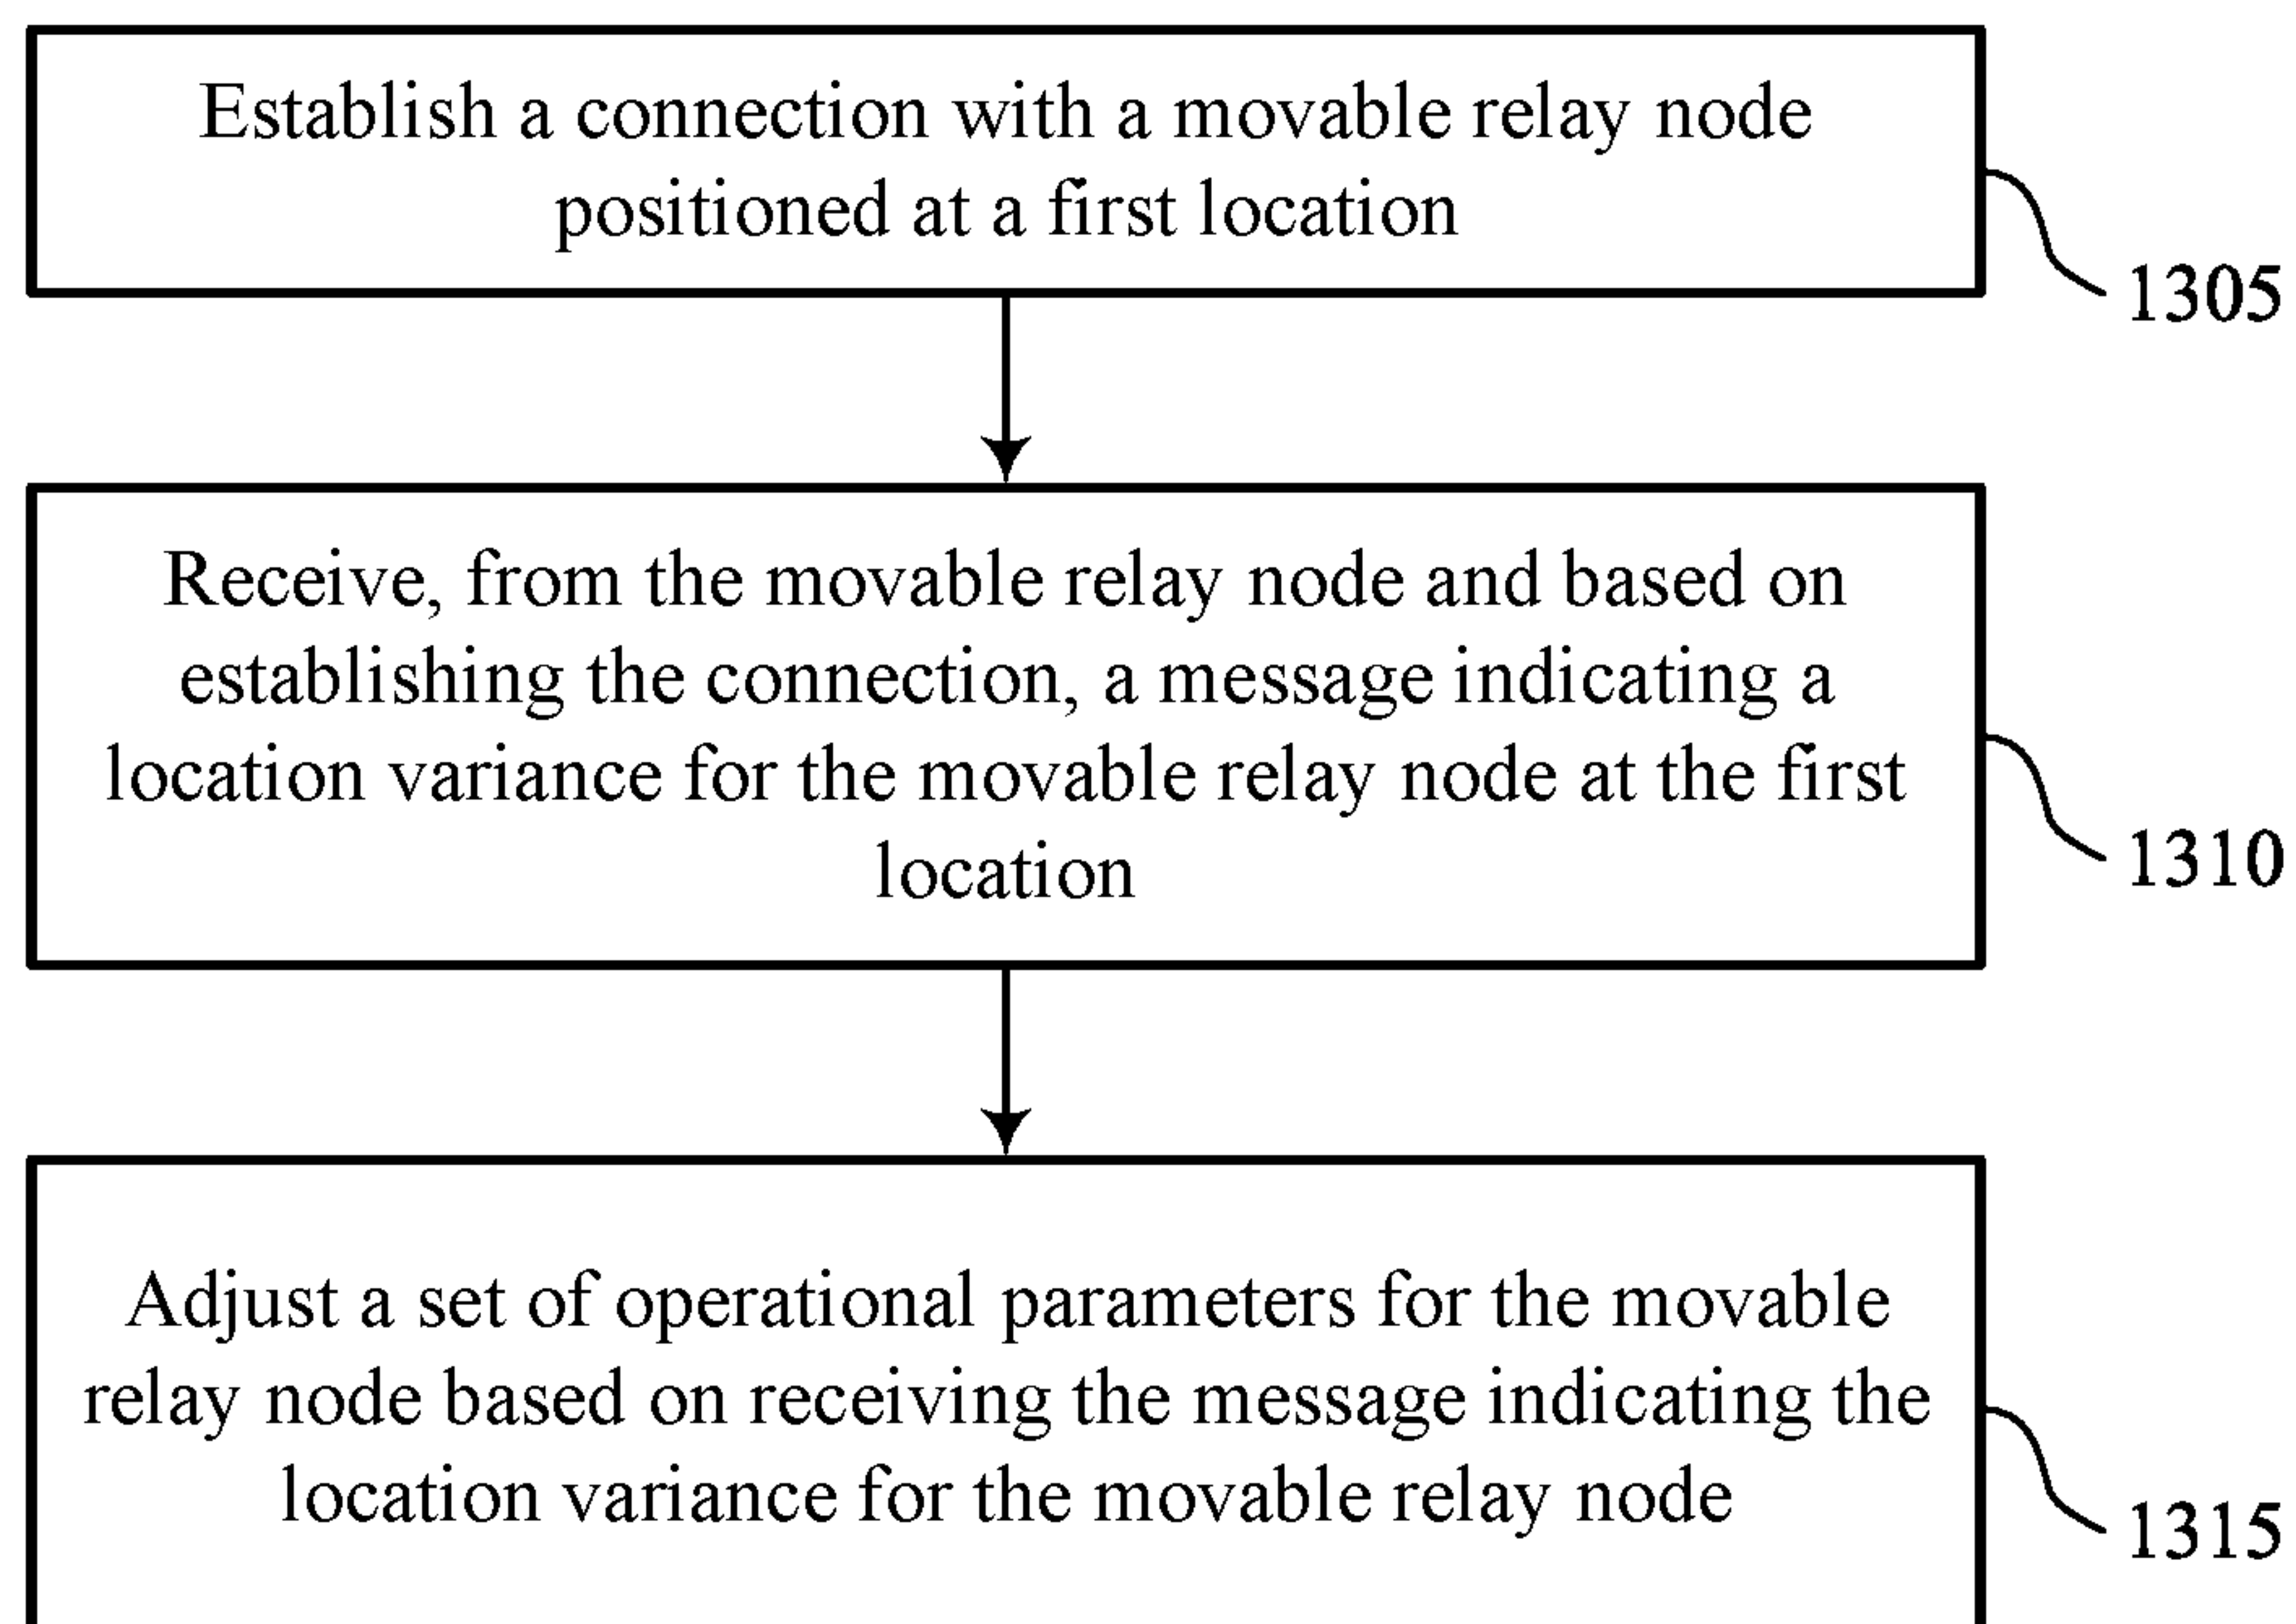 Establish a connection with a movable relay node
positioned at a first location
1305
Receive, from the movable relay node and based on
establishing the connection, a message indicating a
location variance for the movable relay node at the first
location
1310
Adjust a set of operational parameters for the movable
relay node based on receiving the message indicating the
location variance for the movable relay node
1315